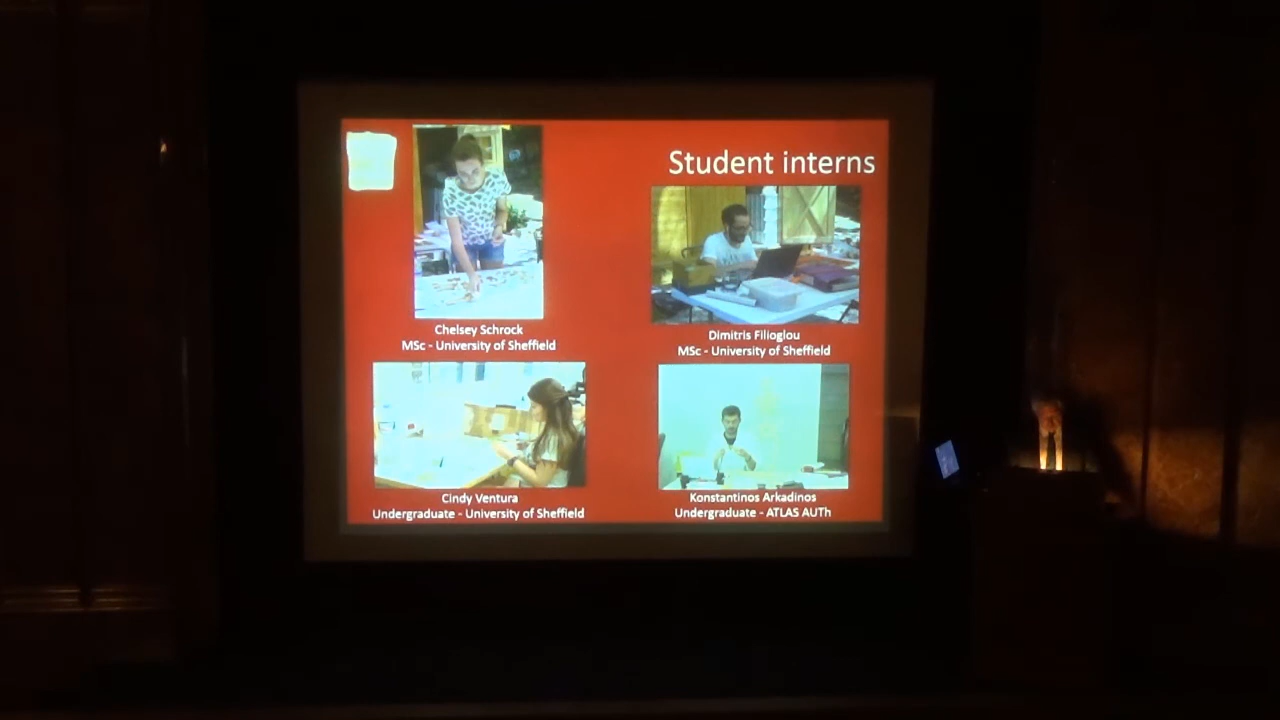 Student interns
Chelsey Schrock
MSc - University of Sheffield
Dimitris Filioglou
MSc - University of Sheffield
Cindy Ventura
Undergraduate - University of Sheffield
Konstantinos Arkadinos
Undergraduate - ATLAS AUTh